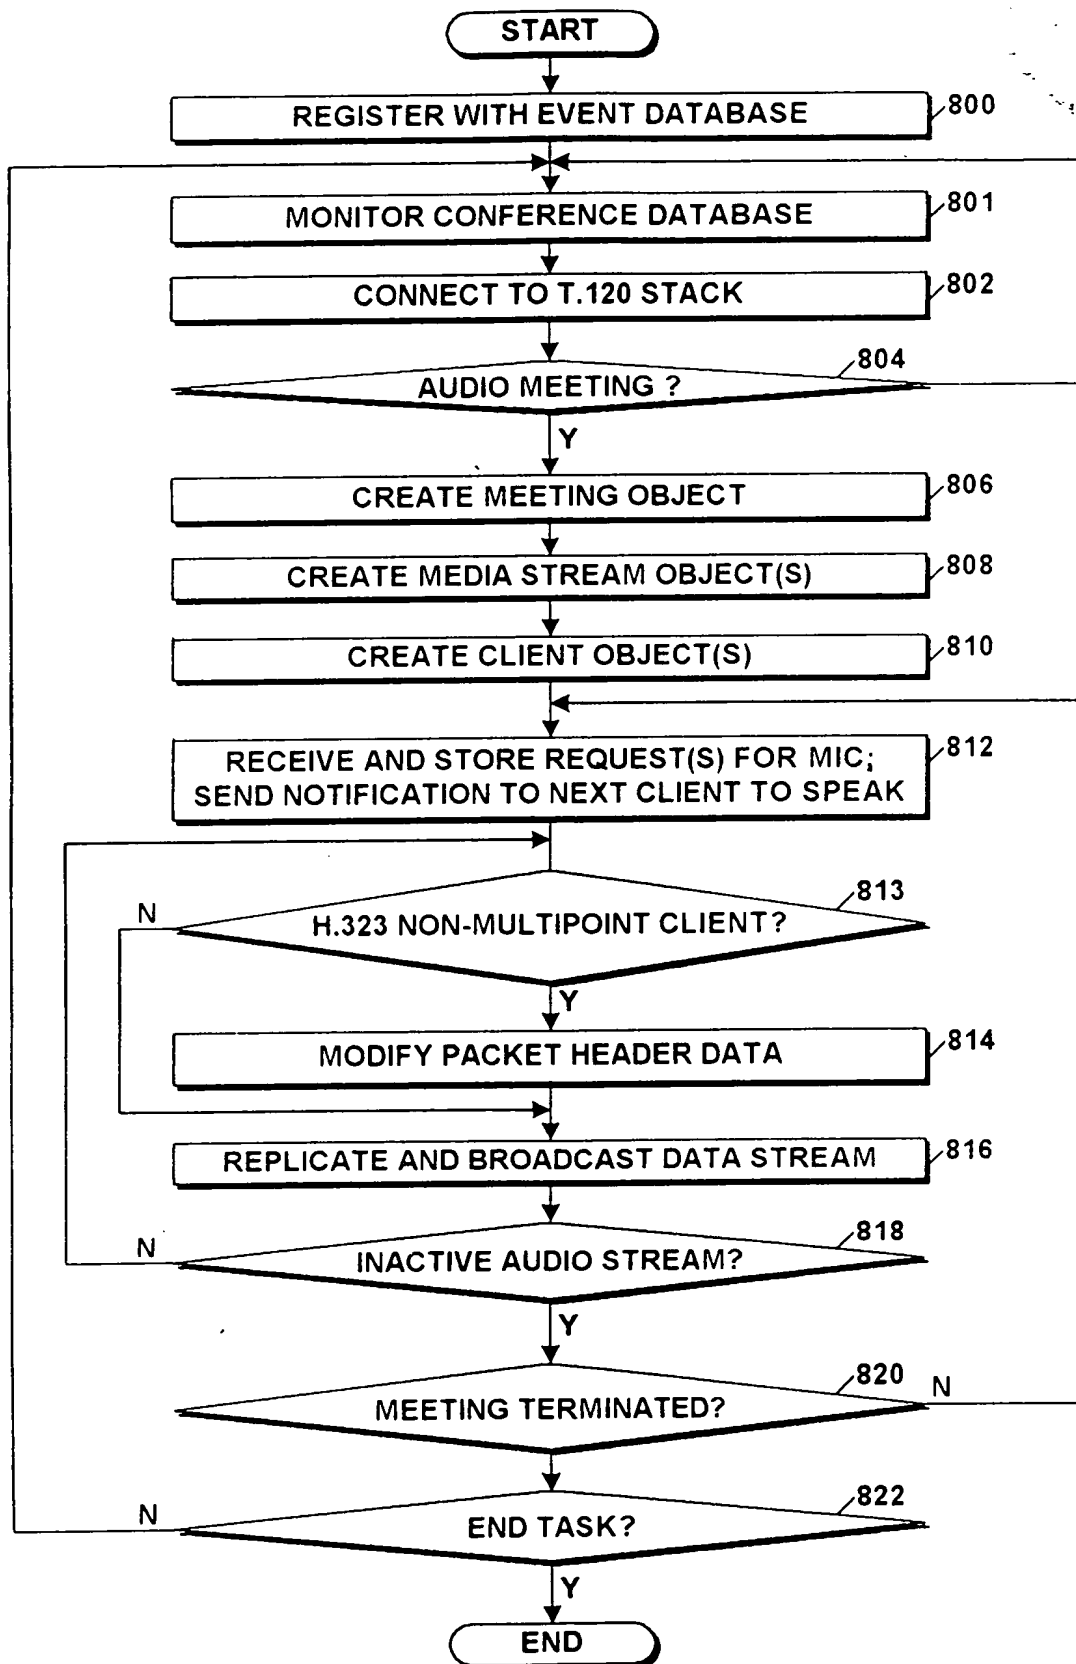 START
REGISTER WITH EVENT DATABASE
800
MONITOR CONFERENCE DATABASE
801
CONNECT TO T.120 STACK
802
AUDIO MEETING ?
804
Y
CREATE MEETING OBJECT
806
CREATE MEDIA STREAM OBJECT(S)
808
CREATE CLIENT OBJECT(S)
810
RECEIVE AND STORE REQUEST(S) FOR MIC;
SEND NOTIFICATION TO NEXT CLIENT TO SPEAK
812
H.323 NON-MULTIPOINT CLIENT?
813
N
Y
MODIFY PACKET HEADER DATA
814
REPLICATE AND BROADCAST DATA STREAM
816
INACTIVE AUDIO STREAM?
818
N
Y
MEETING TERMINATED?
820
N
END TASK?
822
N
Y
END